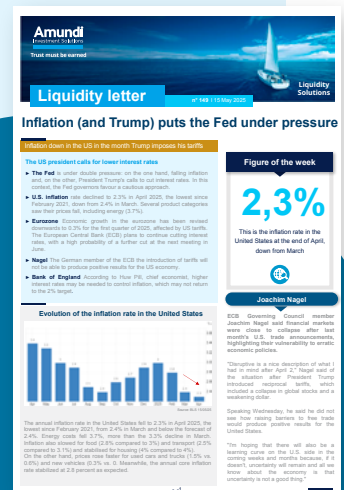 Amundi
Investment Solutions
Trust must be earned
Liquidity
Solutions
Liquidity letter
n° 149 I 15 May 2025
Inflation (and Trump) puts the Fed under pressure
Inflation down in the US in the month Trump imposes his tariffs
The US president calls for lower interest rates
► The Fed is under double pressure: on the one hand, falling inflation
and, on the other, President Trump's calls to cut interest rates. In this
context, the Fed governors favour a cautious approach.
► U.S. inflation rate declined to 2.3% in April 2025, the lowest since
February 2021, down from 2.4% in March. Several product categories
saw their prices fall, including energy (3.7%).
► Eurozone Economic growth in the eurozone has been revised
downwards to 0.3% for the first quarter of 2025, affected by US tariffs.
The European Central Bank (ECB) plans to continue cutting interest
rates, with a high probability of a further cut at the next meeting in
June.
► Nagel The German member of the ECB the introduction of tariffs will
not be able to produce positive results for the US economy.
► Bank of England According to Huw Pill, chief economist, higher
interest rates may be needed to control inflation, which may not return
to the 2% target.
Evolution of the inflation rate in the United States
The annual inflation rate in the United States fell to 2.3% in April 2025, the
lowest since February 2021, from 2.4% in March and below the forecast of
2.4%. Energy costs fell 3.7%, more than the 3.3% decline in March.
Inflation also slowed for food (2.8% compared to 3%) and transport (2.5%
compared to 3.1%) and stabilised for housing (4% compared to 4%).
On the other hand, prices rose faster for used cars and trucks (1.5% vs.
0.6%) and new vehicles (0.3% vs. 0. Meanwhile, the annual core inflation
rate stabilized at 2.8 percent as expected.
Figure of the week
2,3%
This is the inflation rate in the
United States at the end of April,
down from March
Joachim Nagel
ECB Governing Council member
Joachim Nagel said financial markets
were close to collapse after last
month's U.S. trade announcements,
highlighting their vulnerability to erratic
economic policies.
"Disruptive is a nice description of what I
had in mind after April 2," Nagel said of
the situation after President Trump
introduced reciprocal tariffs, which
included a collapse in global stocks and a
weakening dollar.
Speaking Wednesday, he said he did not
see how raising barriers to free trade
would produce positive results for the
United States.
"I'm hoping that there will also be a
learning curve on the U.S. side in the
coming weeks and months because, if it
doesn't, uncertainty will remain and all we
know about the economy is that
uncertainty is not a good thing."